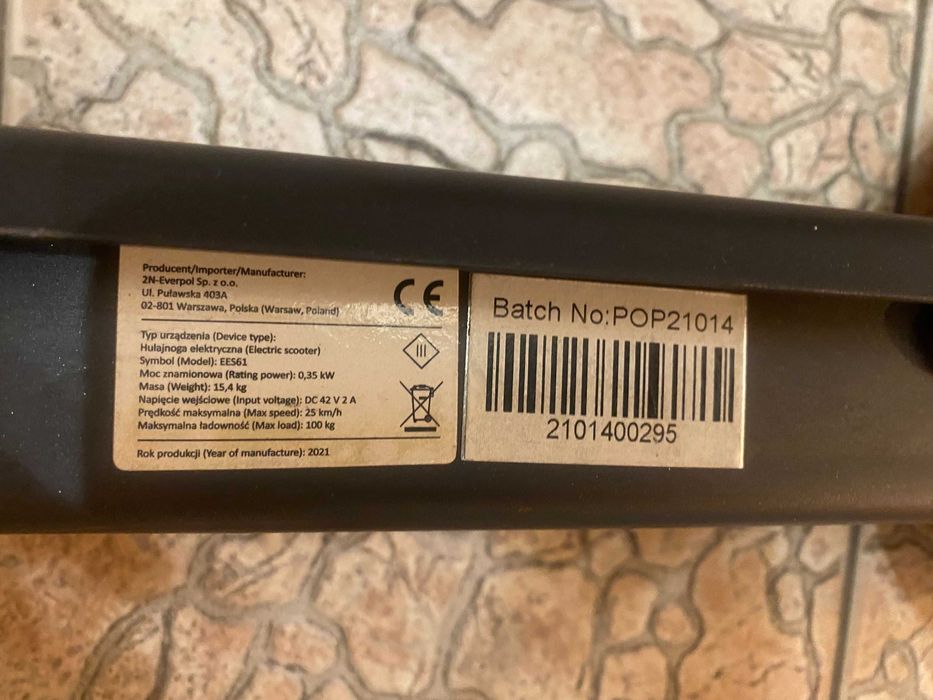 Producent/Importer/Manufacturer:
2N-Everpol Sp. z o.o.
Ul. Puławska 403A
02-801 Warszawa, Polska (Warsaw, Poland)
CE
Typ urządzenia (Device type):
Hulajnoga elektryczna (Electric scooter)
Symbol (Model): EES61
Moc znamionowa (Rating power): 0,35 kW
Masa (Weight): 15,4 kg
Napięcie wejściowe (Input voltage): DC 42 V 2 A
Prędkość maksymalna (Max speed): 25 km/h
Maksymalna ładowność (Max load): 100 kg
III
Rok produkcji (Year of manufacture): 2021
Batch No:POP21014
2101400295